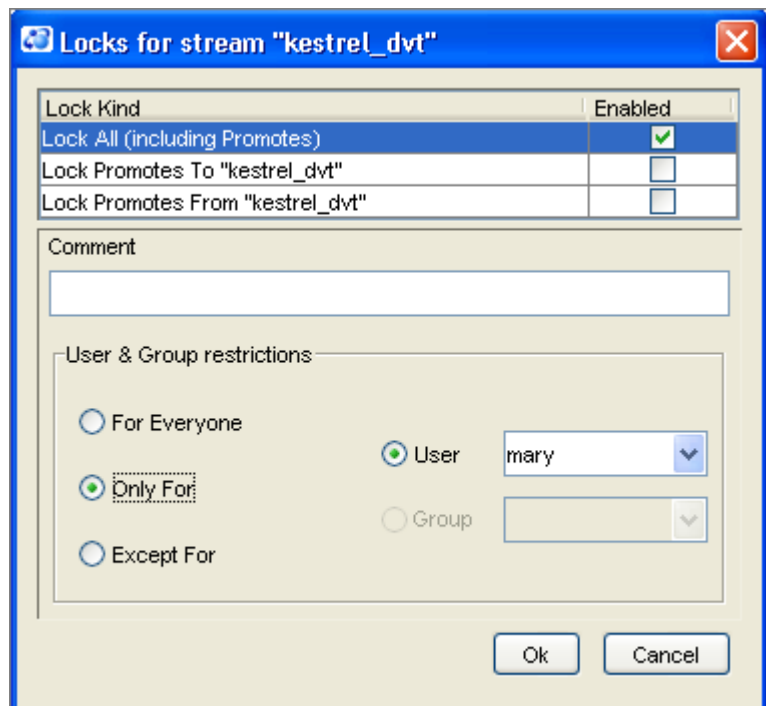 Locks for stream "kestrel_dvt"
Lock Kind Enabled
Lock All (including Promotes)
Lock Promotes To "kestrel_dvt"
Lock Promotes From "kestrel_dvt"
Comment
User & Group restrictions
For Everyone
User mary
Only For
Group
Except For
Ok Cancel